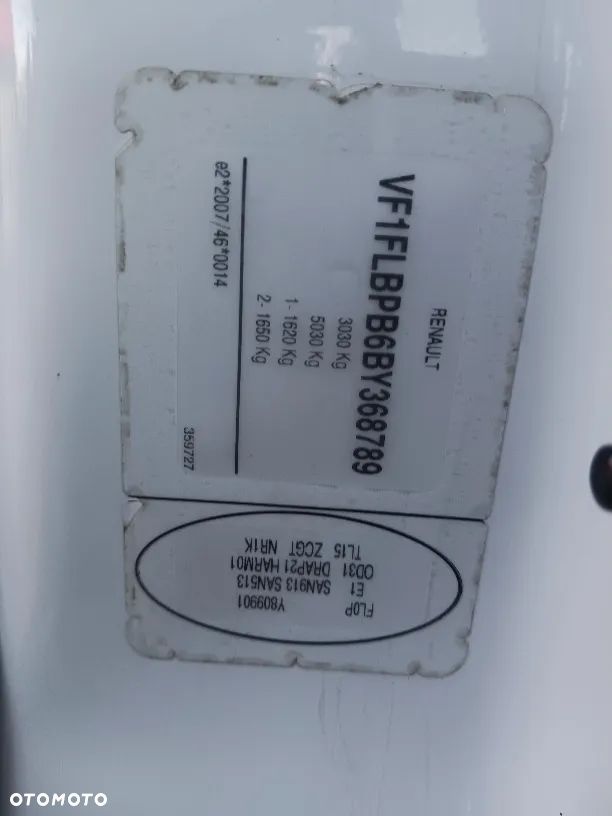 RENAULT
VF1FLBPB6BY368789
3030 Kg
5030 Kg
1- 1620 Kg
2- 1650 Kg
e2*2007/46*0014
359727
FL0P Y809901
E1 SAN913 SAN513
OD31 DRAP21 HARM01
TL15 ZCGT NR1K
OTOMOTO